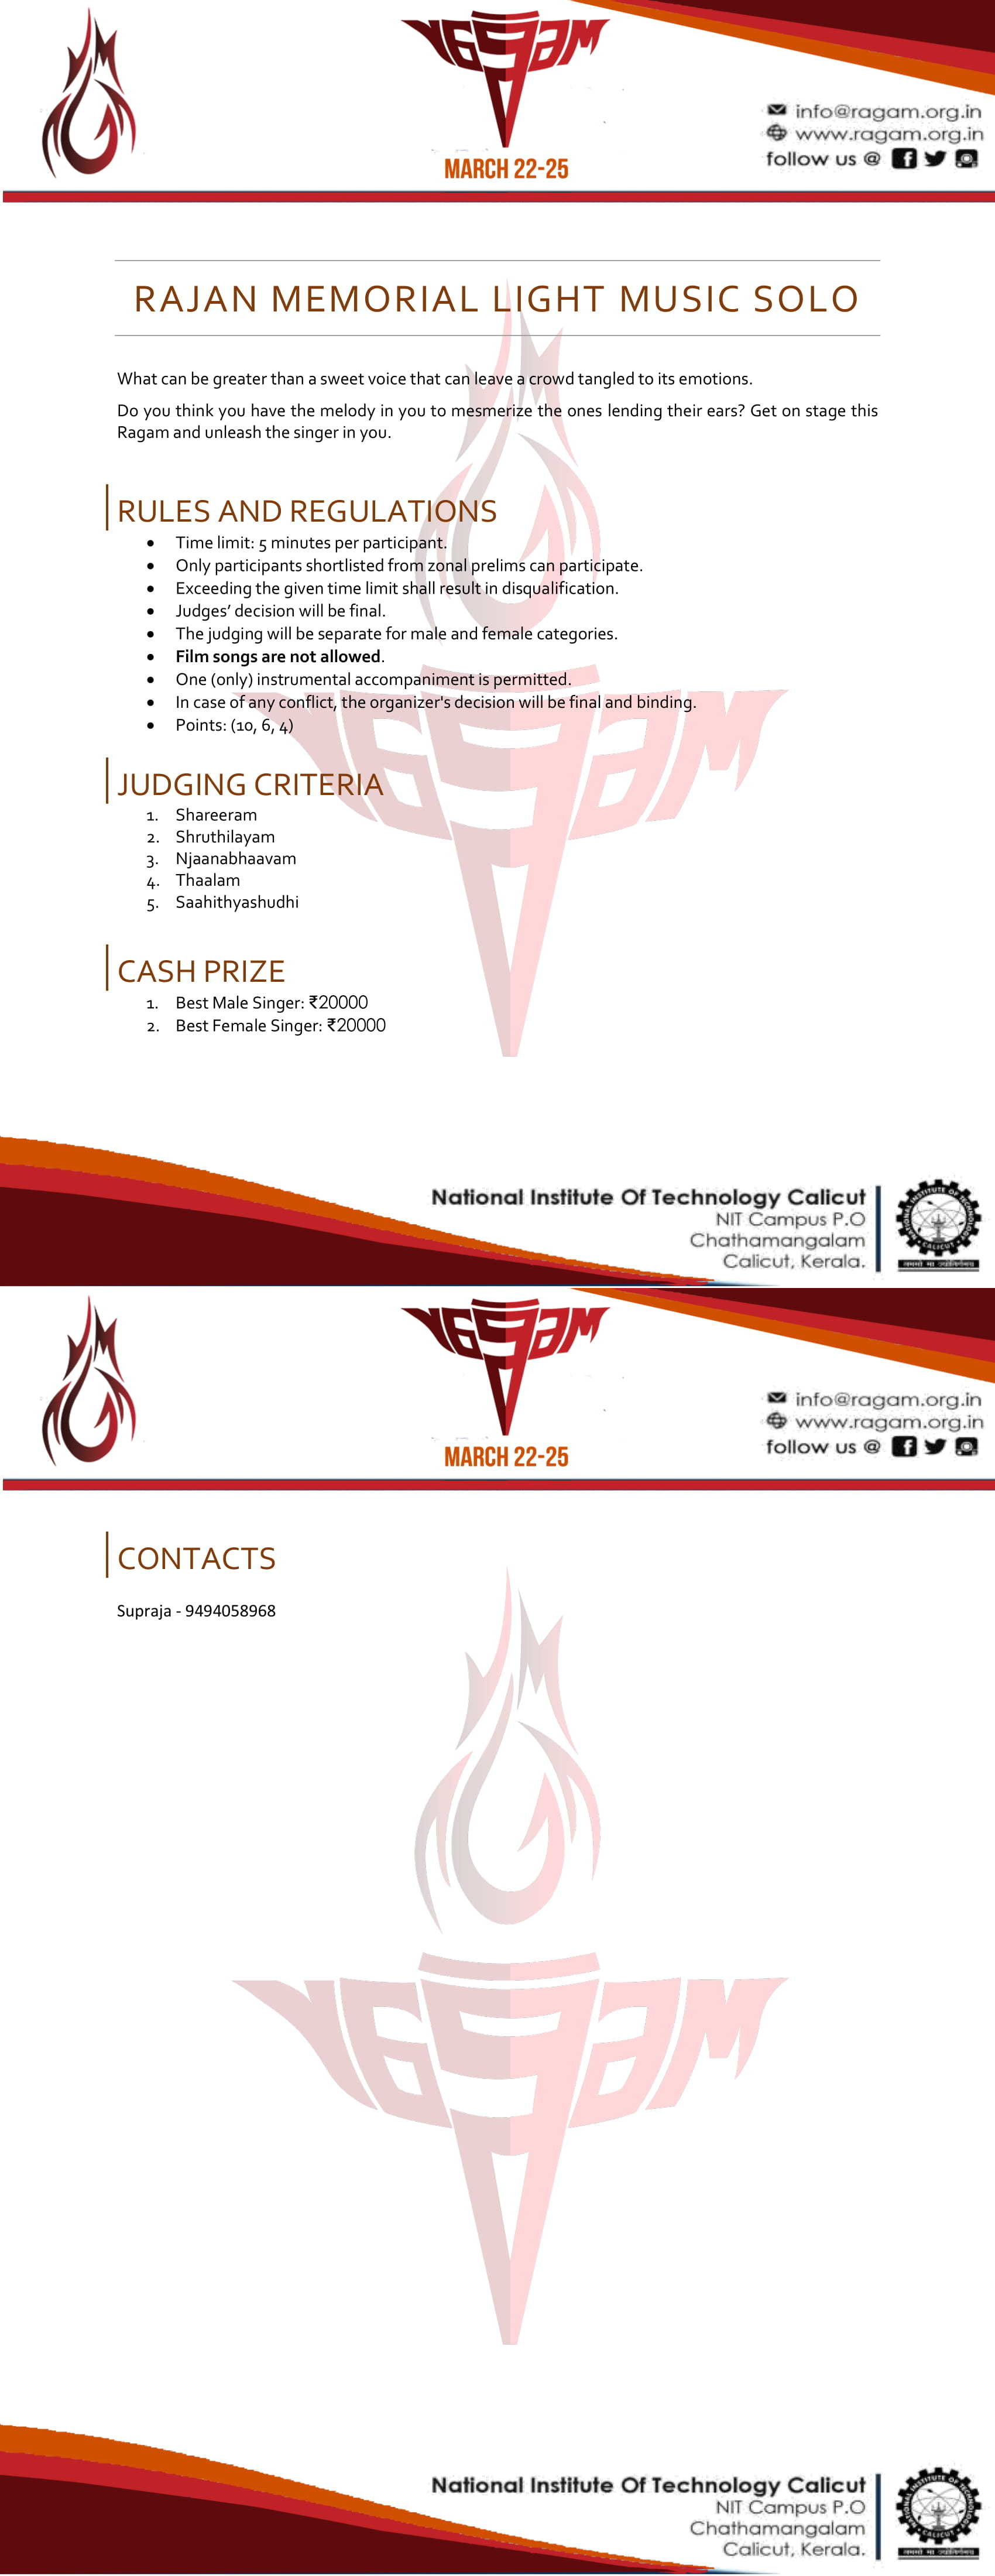 ragam
MARCH 22-25
info@ragam.org.in
www.ragam.org.in
follow us @
RAJAN MEMORIAL LIGHT MUSIC SOLO
What can be greater than a sweet voice that can leave a crowd tangled to its emotions.
Do you think you have the melody in you to mesmerize the ones lending their ears? Get on stage this
Ragam and unleash the singer in you.
RULES AND REGULATIONS
• Time limit: 5 minutes per participant.
• Only participants shortlisted from zonal prelims can participate.
• Exceeding the given time limit shall result in disqualification.
• Judges’ decision will be final.
• The judging will be separate for male and female categories.
• Film songs are not allowed.
• One (only) instrumental accompaniment is permitted.
• In case of any conflict, the organizer's decision will be final and binding.
• Points: (10, 6, 4)
JUDGING CRITERIA
1. Shareeram
2. Shruthilayam
3. Njaanabhaavam
4. Thaalam
5. Saahithyashudhi
CASH PRIZE
1. Best Male Singer: ₹20000
2. Best Female Singer: ₹20000
National Institute Of Technology Calicut
NIT Campus P.O
Chathamangalam
Calicut, Kerala.
ragam
MARCH 22-25
info@ragam.org.in
www.ragam.org.in
follow us @
CONTACTS
Supraja - 9494058968
ragam
National Institute Of Technology Calicut
NIT Campus P.O
Chathamangalam
Calicut, Kerala.